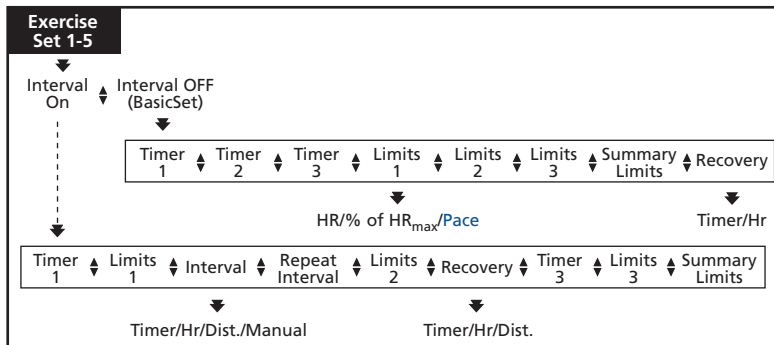 Exercise
Set 1-5
Interval
On
Interval OFF
(BasicSet)
Timer
1
Timer
2
Timer
3
Limits
1
Limits
2
Limits
3
Summary
Limits
Recovery
HR/% of HRmax/Pace
Timer/Hr
Timer
1
Limits
1
Interval
Repeat
Interval
Limits
2
Recovery
Timer
3
Limits
3
Summary
Limits
Timer/Hr/Dist./Manual
Timer/Hr/Dist.